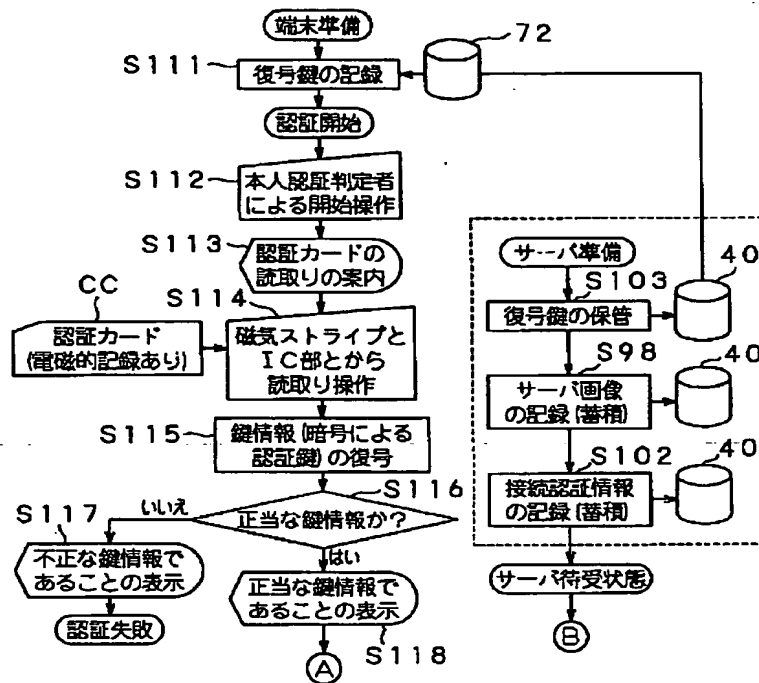 端末準備
72
S111
復号鍵の記録
認証開始
S112
本人認証判定者
による開始操作
S113
認証カードの
読取りの案内
CC
S114
認証カード
(電磁的記録あり)
磁気ストライプと
IC部とから
読取り操作
S115
鍵情報(暗号による
認証鍵)の復号
S116
正当な鍵情報か?
いいえ
はい
S117
不正な鍵情報で
あることの表示
認証失敗
正当な鍵情報で
あることの表示
S118
A
サーバ準備
S103
40
復号鍵の保管
S98
40
サーバ画像
の記録(蓄積)
S102
40
接続認証情報
の記録(蓄積)
サーバ待受状態
B